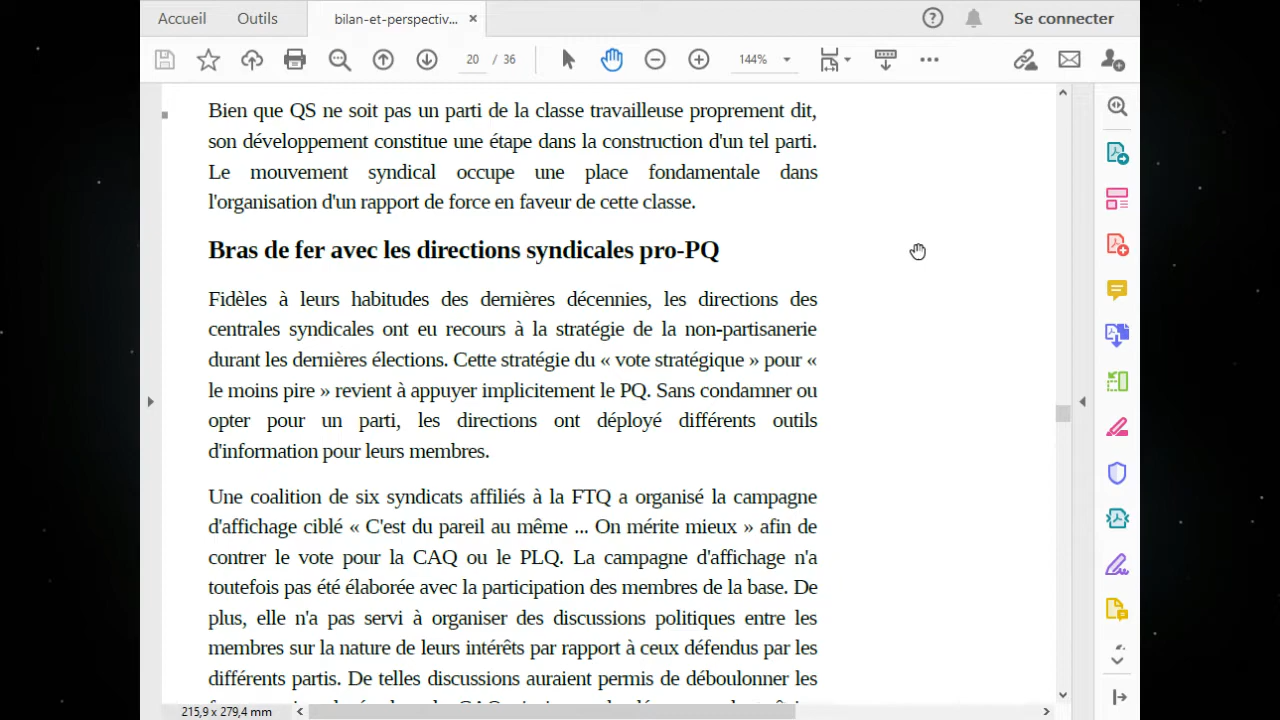 Accueil Outils bilan-et-perspectiv... × Se connecter
20 / 36 144%
Bien que QS ne soit pas un parti de la classe travailleuse proprement dit,
son développement constitue une étape dans la construction d'un tel parti.
Le mouvement syndical occupe une place fondamentale dans
l'organisation d'un rapport de force en faveur de cette classe.
Bras de fer avec les directions syndicales pro-PQ
Fidèles à leurs habitudes des dernières décennies, les directions des
centrales syndicales ont eu recours à la stratégie de la non-partisanerie
durant les dernières élections. Cette stratégie du « vote stratégique » pour «
le moins pire » revient à appuyer implicitement le PQ. Sans condamner ou
opter pour un parti, les directions ont déployé différents outils
d'information pour leurs membres.
Une coalition de six syndicats affiliés à la FTQ a organisé la campagne
d'affichage ciblé « C'est du pareil au même ... On mérite mieux » afin de
contrer le vote pour la CAQ ou le PLQ. La campagne d'affichage n'a
toutefois pas été élaborée avec la participation des membres de la base. De
plus, elle n'a pas servi à organiser des discussions politiques entre les
membres sur la nature de leurs intérêts par rapport à ceux défendus par les
différents partis. De telles discussions auraient permis de déboulonner les
215,9 x 279,4 mm